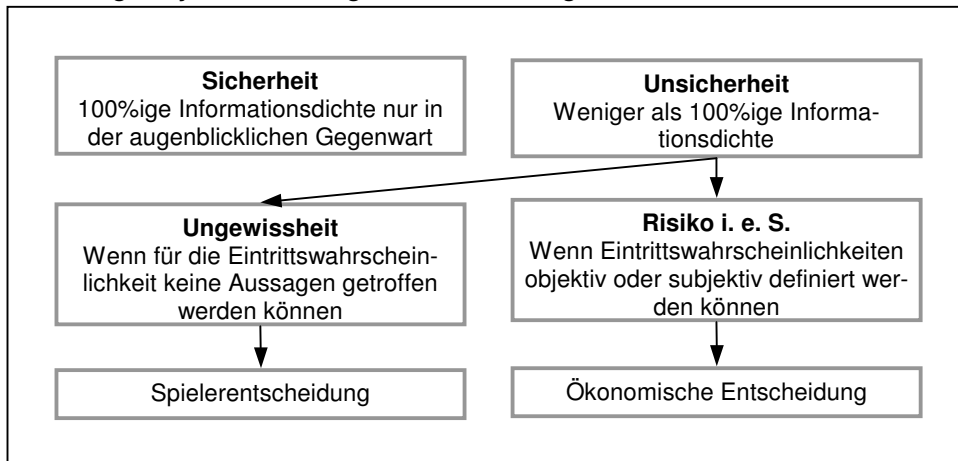 Sicherheit
100%ige Informationsdichte nur in
der augenblicklichen Gegenwart
Unsicherheit
Weniger als 100%ige Informa-
tionsdichte
Ungewissheit
Wenn für die Eintrittswahrschein-
lichkeit keine Aussagen getroffen
werden können
Risiko i. e. S.
Wenn Eintrittswahrscheinlichkeiten
objektiv oder subjektiv definiert wer-
den können
Spielerentscheidung
Ökonomische Entscheidung